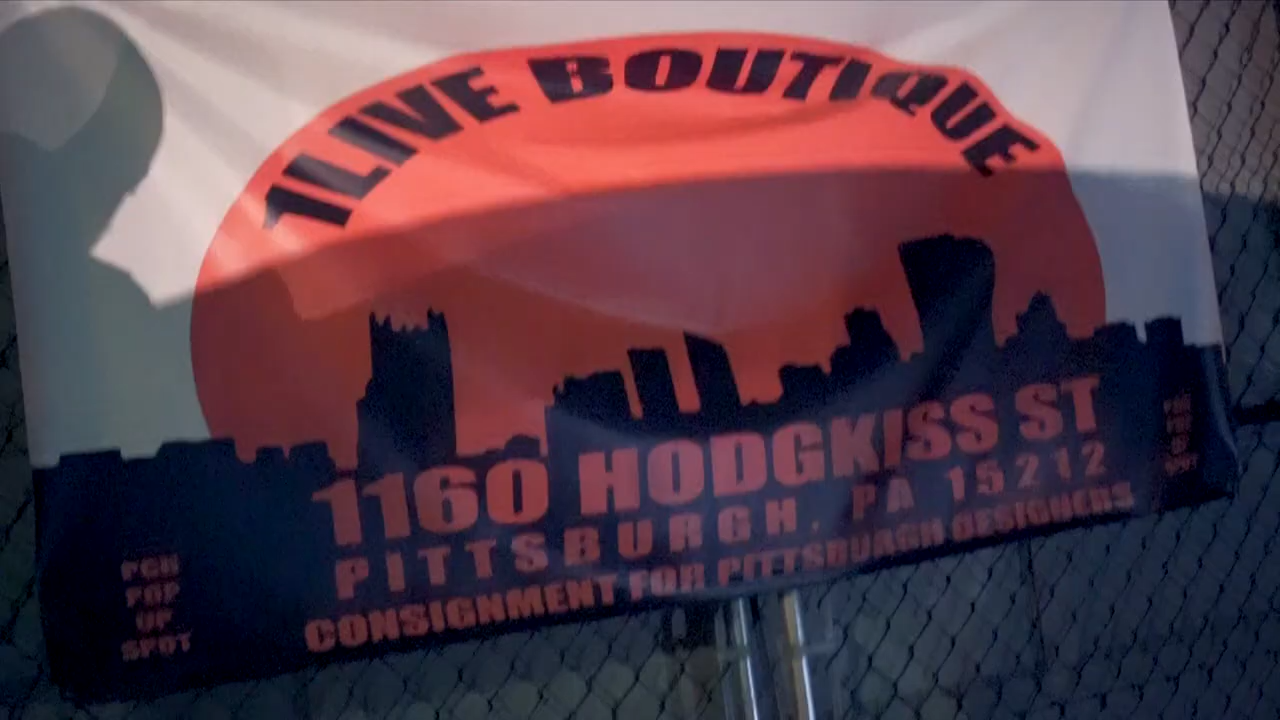 1LIVE BOUTIQUE
1160 HODGKISS ST
PITTSBURGH, PA 15212
CONSIGNMENT FOR PITTSBURGH DESIGNERS
PGH
POP
UP
SPOT